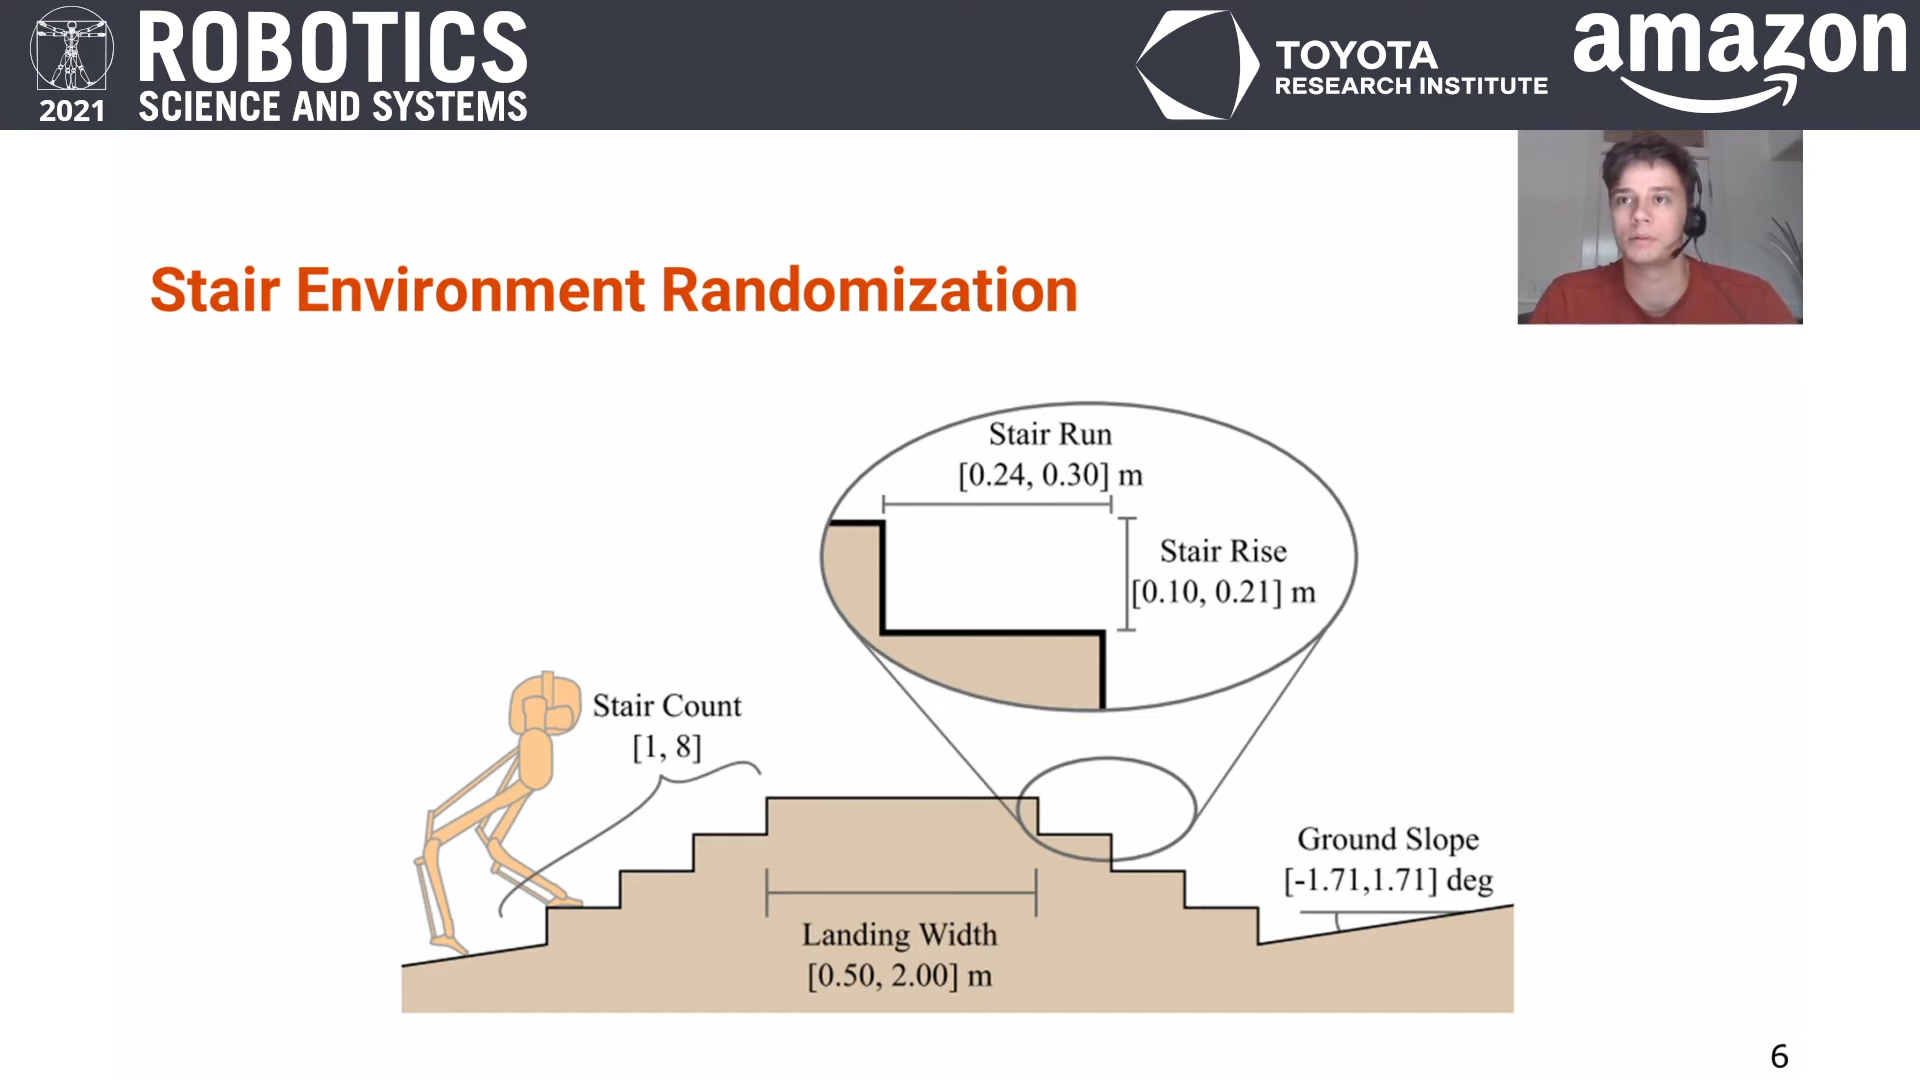 ROBOTICS
SCIENCE AND SYSTEMS
2021
TOYOTA
RESEARCH INSTITUTE
amazon
Stair Environment Randomization
Stair Run
[0.24, 0.30] m
Stair Rise
[0.10, 0.21] m
Stair Count
[1, 8]
Ground Slope
[-1.71,1.71] deg
Landing Width
[0.50, 2.00] m
6